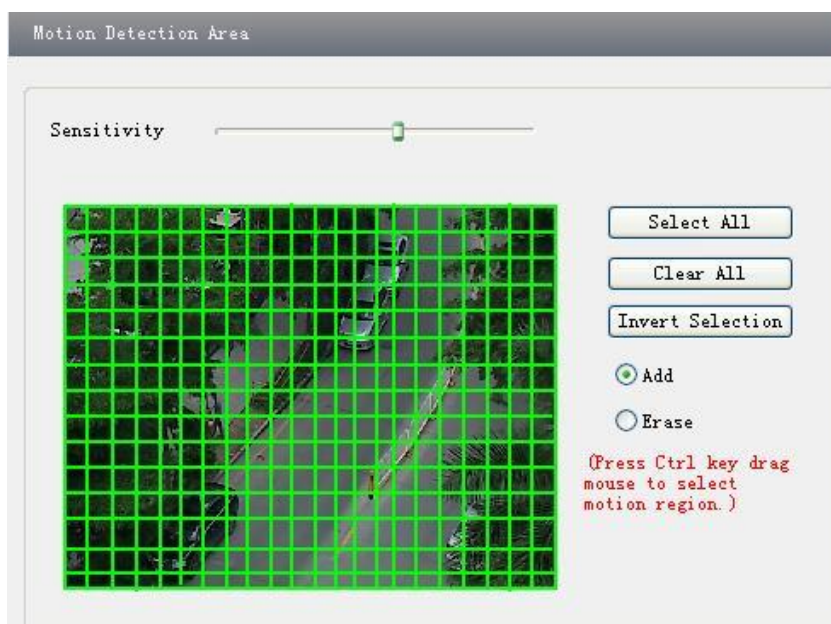 Motion Detection Area
Sensitivity
Select All
Clear All
Invert Selection
Add
Erase
(Press Ctrl key drag
mouse to select
motion region.)